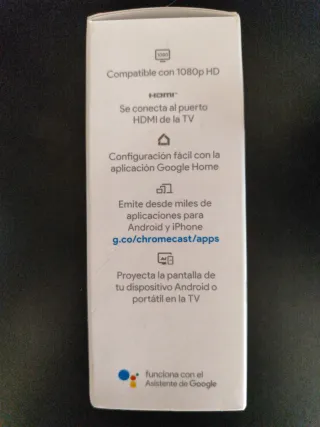 1080
Compatible con 1080p HD
HDMI™
Se conecta al puerto
HDMI de la TV
Configuración fácil con la
aplicación Google Home
Emite desde miles de
aplicaciones para
Android y iPhone
g.co/chromecast/apps
Proyecta la pantalla de
tu dispositivo Android o
portátil en la TV
funciona con el
Asistente de Google